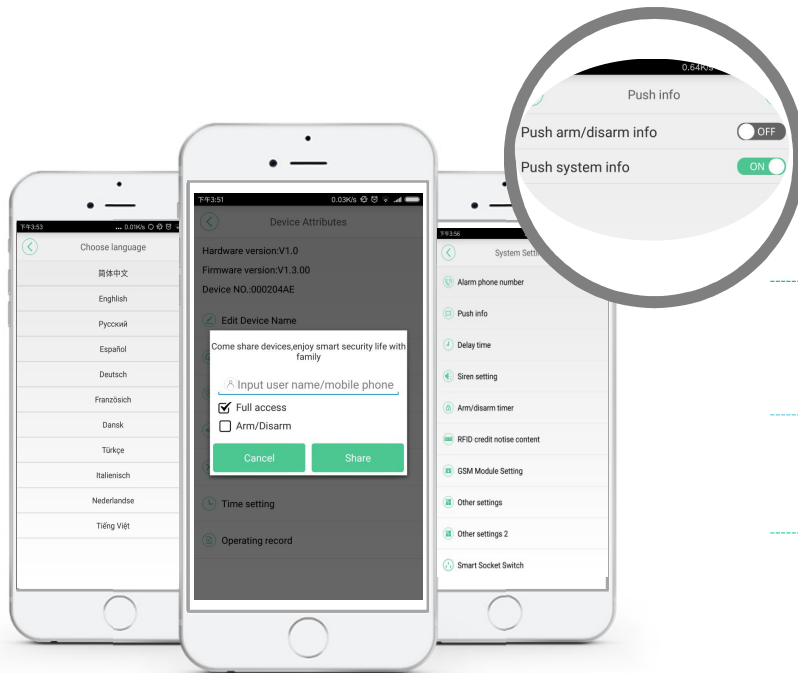 下午3:53
... 0.01K/s
Choose language
简体中文
Enghlish
Русский
Español
Deutsch
Französich
Dansk
Türkçe
Italienisch
Nederlandse
Tiếng Việt
下午3:51
0.03K/s
Device Attributes
Hardware version:V1.0
Firmware version:V1.3.00
Device NO.:000204AE
Edit Device Name
Come share devices,enjoy smart security life with
family
Input user name/mobile phone
Full access
Arm/Disarm
Cancel
Share
Time setting
Operating record
下午3:56
System Setti
Alarm phone number
Push info
Delay time
Siren setting
Arm/disarm timer
RFID credit notise content
GSM Module Setting
Other settings
Other settings 2
Smart Socket Switch
0.64K/s
Push info
Push arm/disarm info
OFF
Push system info
ON